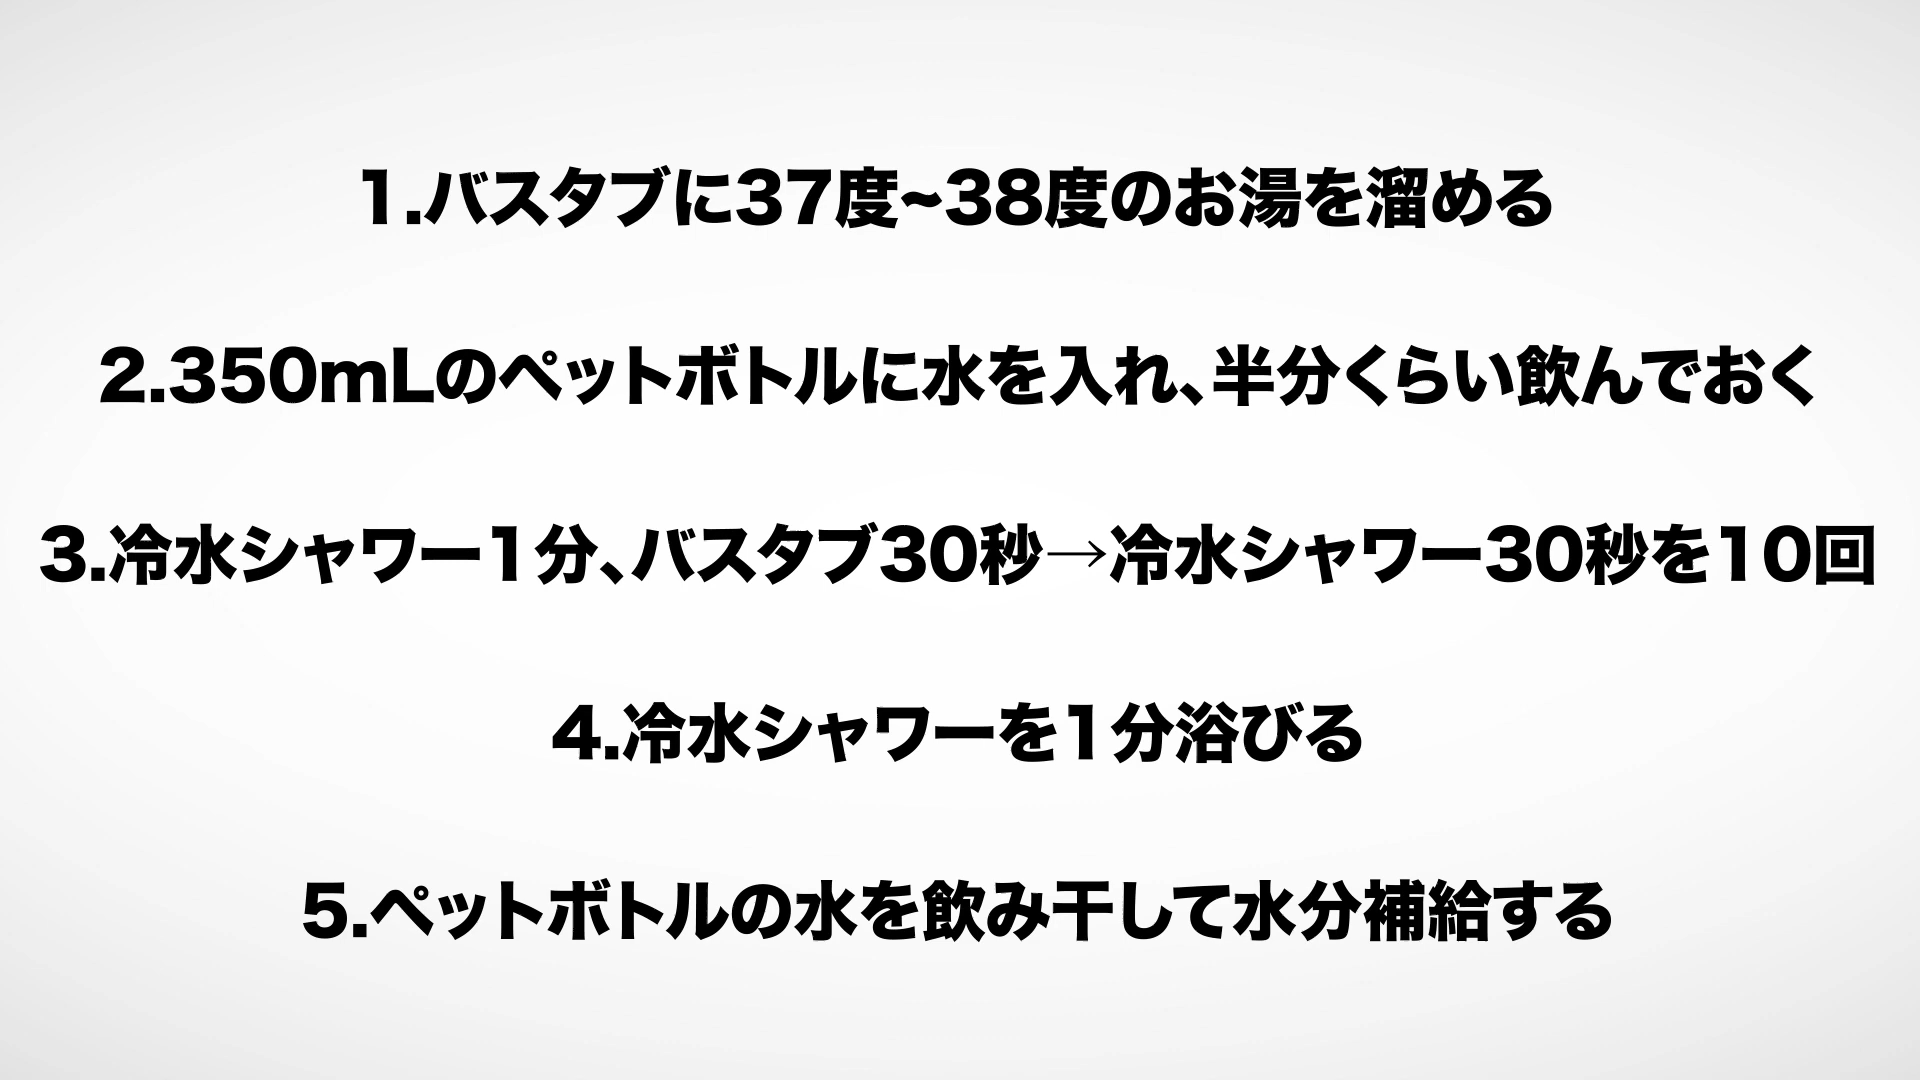 1.バスタブに37度~38度のお湯を溜める
2.350mLのペットボトルに水を入れ、半分くらい飲んでおく
3.冷水シャワー1分、バスタブ30秒→冷水シャワー30秒を10回
4.冷水シャワーを1分浴びる
5.ペットボトルの水を飲み干して水分補給する